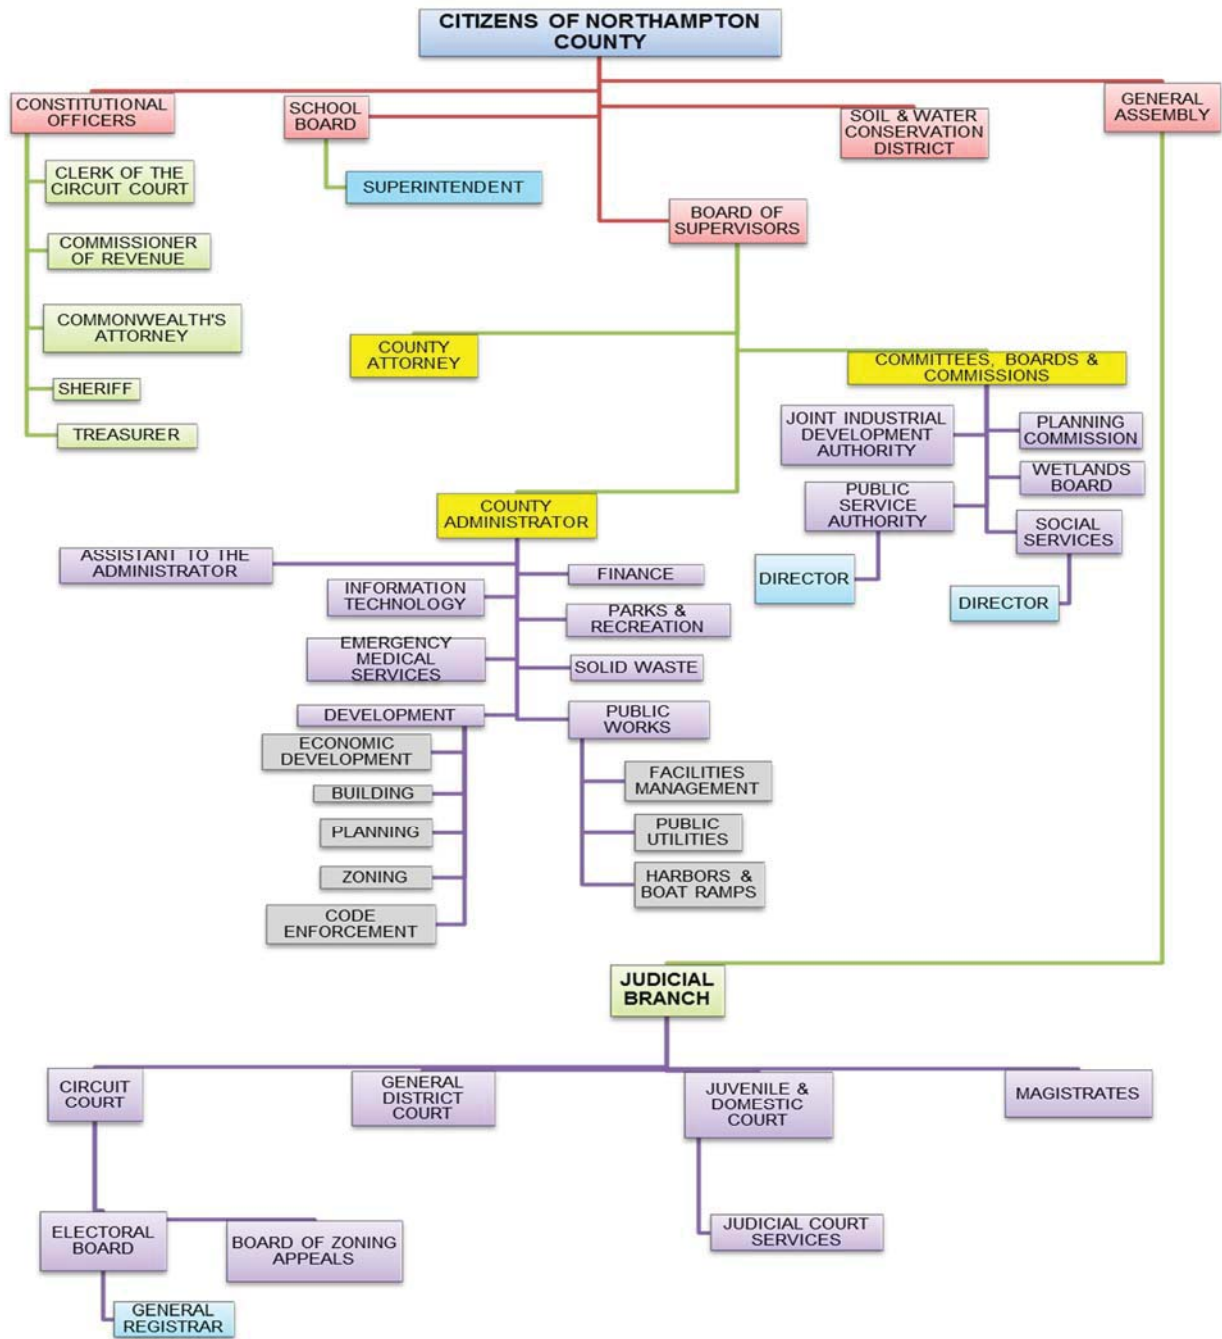 CITIZENS OF NORTHAMPTON
COUNTY
CONSTITUTIONAL
OFFICERS
SCHOOL
BOARD
SOIL & WATER
CONSERVATION
DISTRICT
GENERAL
ASSEMBLY
CLERK OF THE
CIRCUIT COURT
SUPERINTENDENT
BOARD OF
SUPERVISORS
COMMISSIONER
OF REVENUE
COMMONWEALTH'S
ATTORNEY
SHERIFF
TREASURER
COUNTY
ATTORNEY
COMMITTEES, BOARDS &
COMMISSIONS
JOINT INDUSTRIAL
DEVELOPMENT
AUTHORITY
PLANNING
COMMISSION
WETLANDS
BOARD
PUBLIC
SERVICE
AUTHORITY
SOCIAL
SERVICES
DIRECTOR
DIRECTOR
COUNTY
ADMINISTRATOR
ASSISTANT TO THE
ADMINISTRATOR
FINANCE
INFORMATION
TECHNOLOGY
PARKS &
RECREATION
EMERGENCY
MEDICAL
SERVICES
SOLID WASTE
DEVELOPMENT
PUBLIC
WORKS
ECONOMIC
DEVELOPMENT
BUILDING
PLANNING
ZONING
CODE
ENFORCEMENT
FACILITIES
MANAGEMENT
PUBLIC
UTILITIES
HARBORS &
BOAT RAMPS
JUDICIAL
BRANCH
CIRCUIT
COURT
GENERAL
DISTRICT
COURT
JUVENILE &
DOMESTIC
COURT
MAGISTRATES
ELECTORAL
BOARD
BOARD OF ZONING
APPEALS
JUDICIAL COURT
SERVICES
GENERAL
REGISTRAR